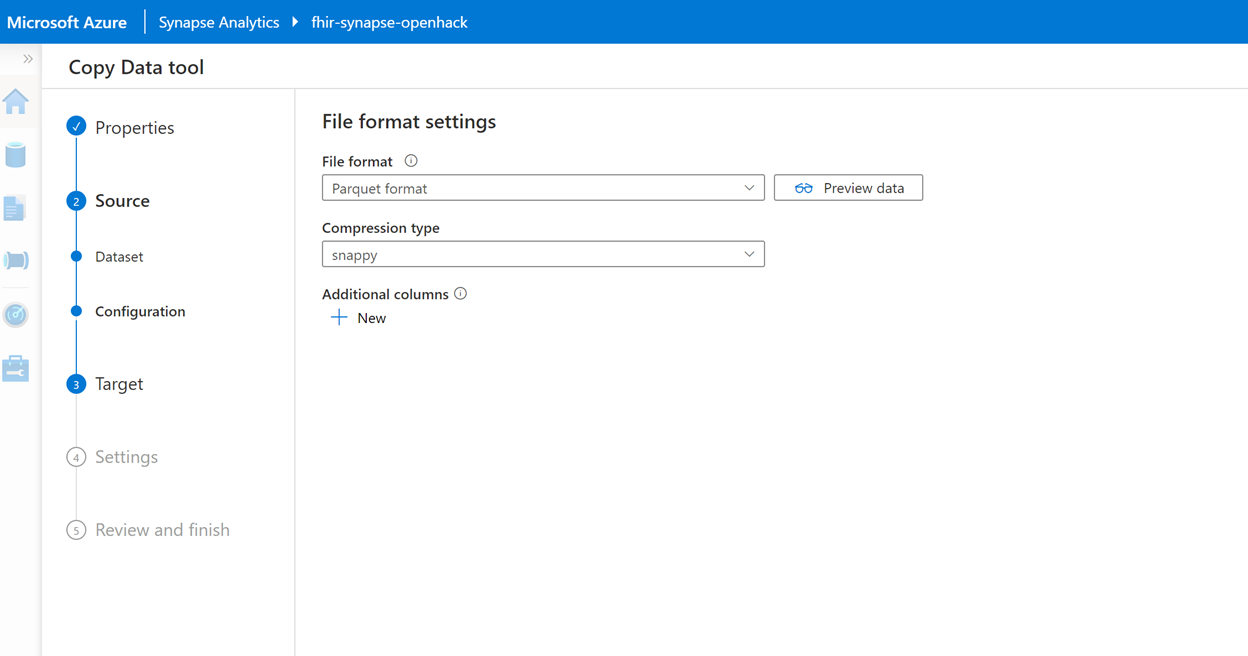 Microsoft Azure
Synapse Analytics
fhir-synapse-openhack
Copy Data tool
Properties
2
Source
Dataset
Configuration
3
Target
4
Settings
5
Review and finish
File format settings
File format
Parquet format
Preview data
Compression type
snappy
Additional columns
New